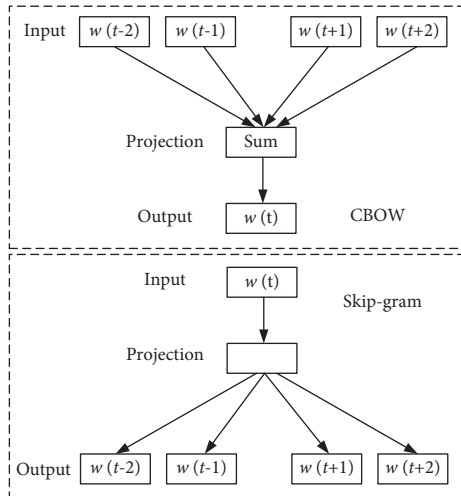 Input w (t-2) w (t-1) w (t+1) w (t+2)
Projection Sum
Output w (t) CBOW
Input w (t)
Skip-gram
Projection
Output w (t-2) w (t-1) w (t+1) w (t+2)